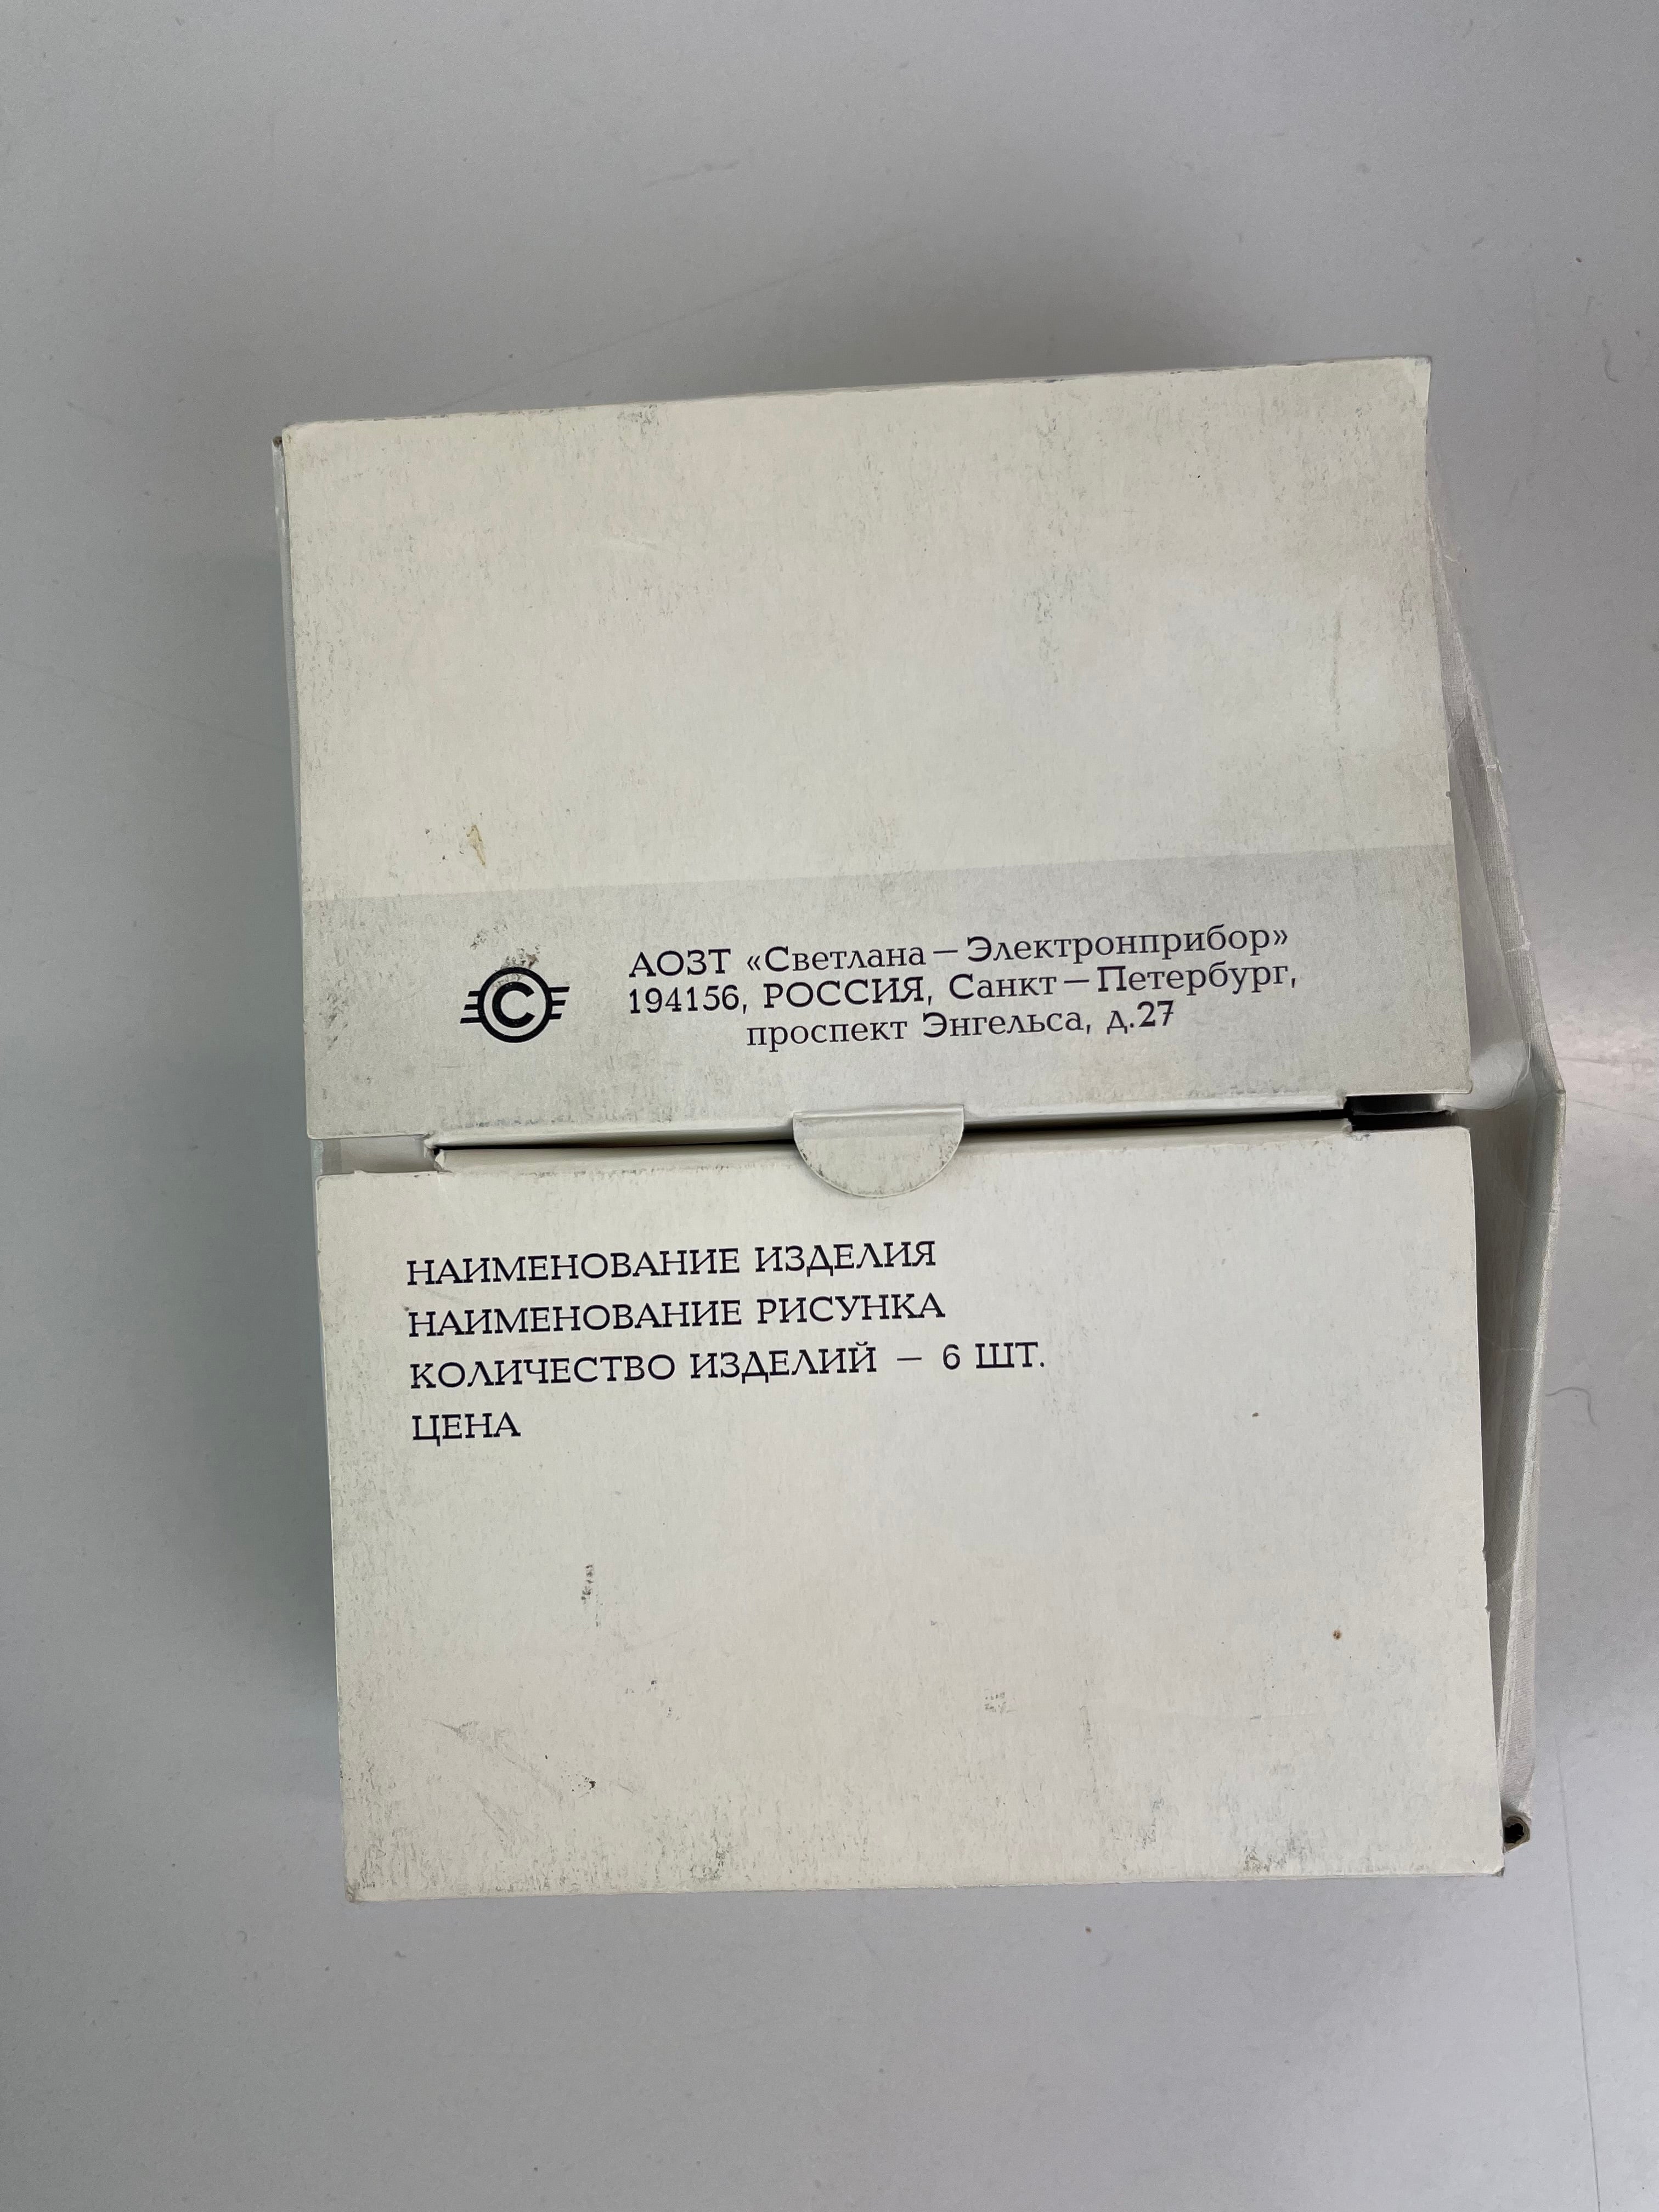 АОЗТ «Светлана — Электронприбор»
194156, РОССИЯ, Санкт — Петербург,
проспект Энгельса, д.27
НАИМЕНОВАНИЕ ИЗДЕЛИЯ
НАИМЕНОВАНИЕ РИСУНКА
КОЛИЧЕСТВО ИЗДЕЛИЙ — 6 ШТ.
ЦЕНА